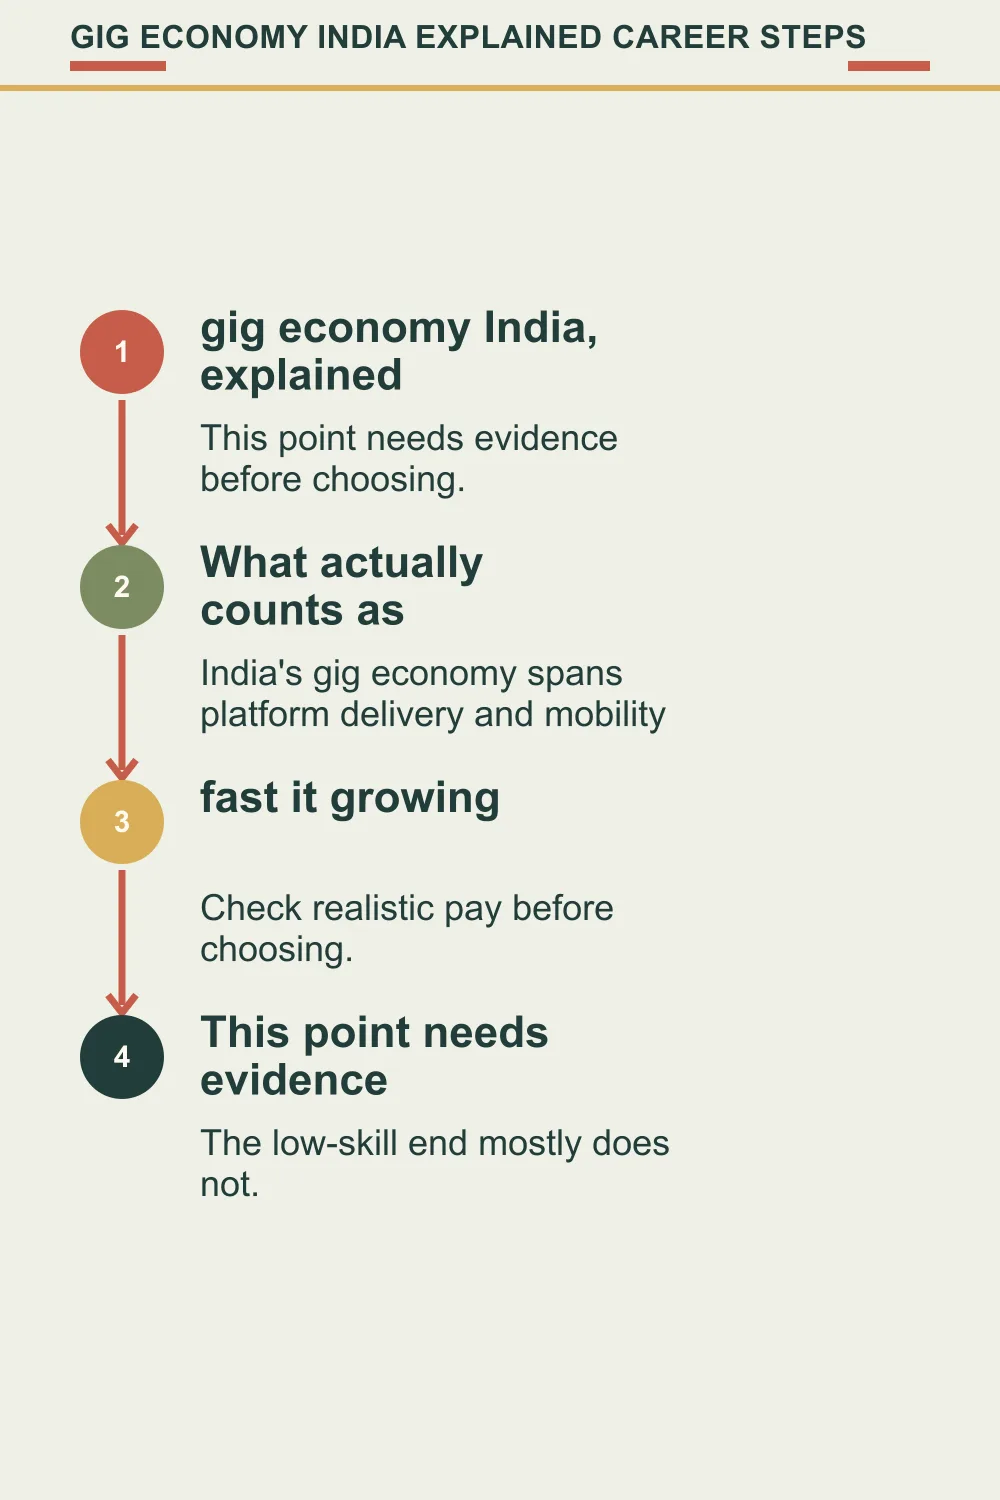 GIG ECONOMY INDIA EXPLAINED CAREER STEPS
1
gig economy India,
explained
This point needs evidence
before choosing.
2
What actually
counts as
India's gig economy spans
platform delivery and mobility
3
fast it growing
Check realistic pay before
choosing.
4
This point needs
evidence
The low-skill end mostly does
not.